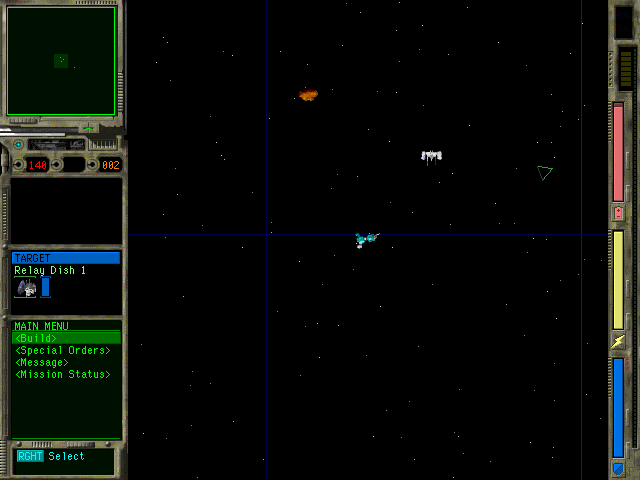 140 002
TARGET
Relay Dish 1
MAIN MENU
<Build>
<Special Orders>
<Message>
<Mission Status>
RGHT Select